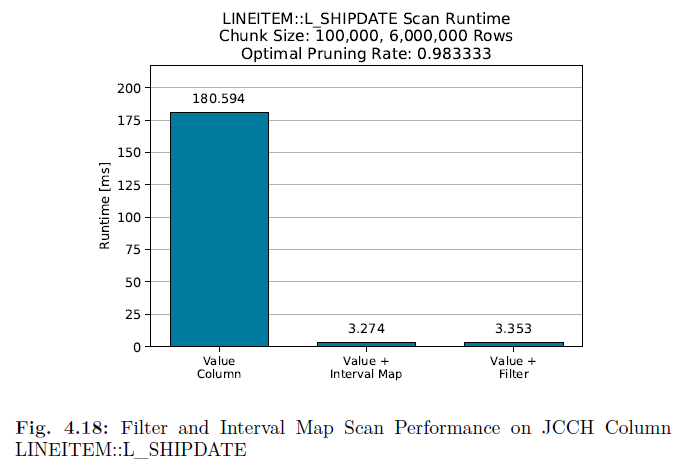 LINEITEM::L_SHIPDATE Scan Runtime
Chunk Size: 100,000, 6,000,000 Rows
Optimal Pruning Rate: 0.983333
Runtime [ms]
200
175
150
125
100
75
50
25
0
180.594
3.274
3.353
Value
Column
Value +
Interval Map
Value +
Filter
Fig. 4.18: Filter and Interval Map Scan Performance on JCCH Column
LINEITEM::L_SHIPDATE